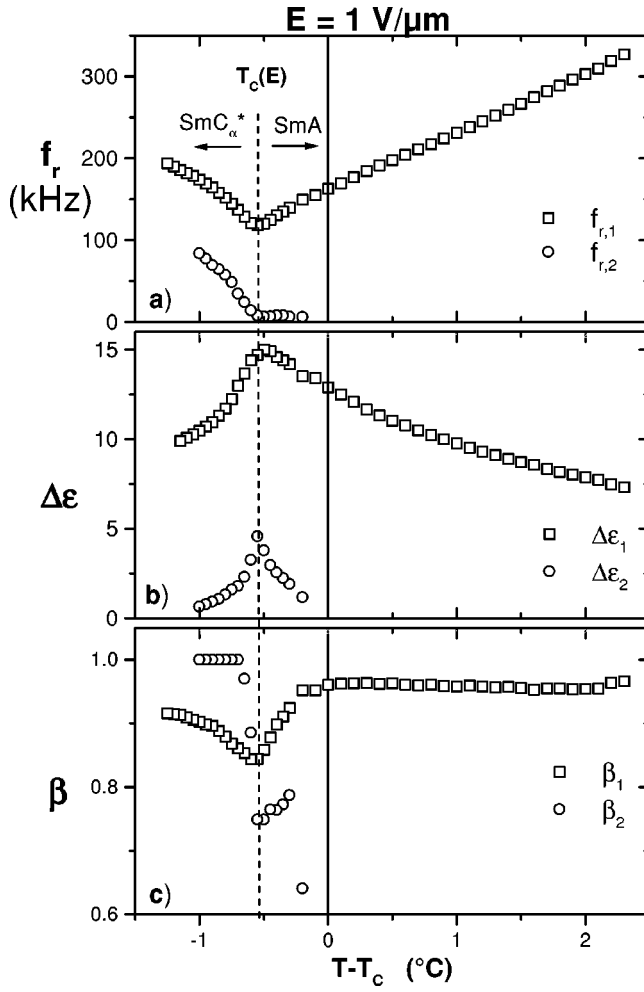 E = 1 V/µm
T_C(E)
SmC_α* SmA
f_r
(kHz)
300
200
100
0
f_r,1
f_r,2
a)
15
10
5
0
Δε
Δε_1
Δε_2
b)
1.0
0.8
0.6
β
β_1
β_2
c)
-1 0 1 2
T-T_C (°C)